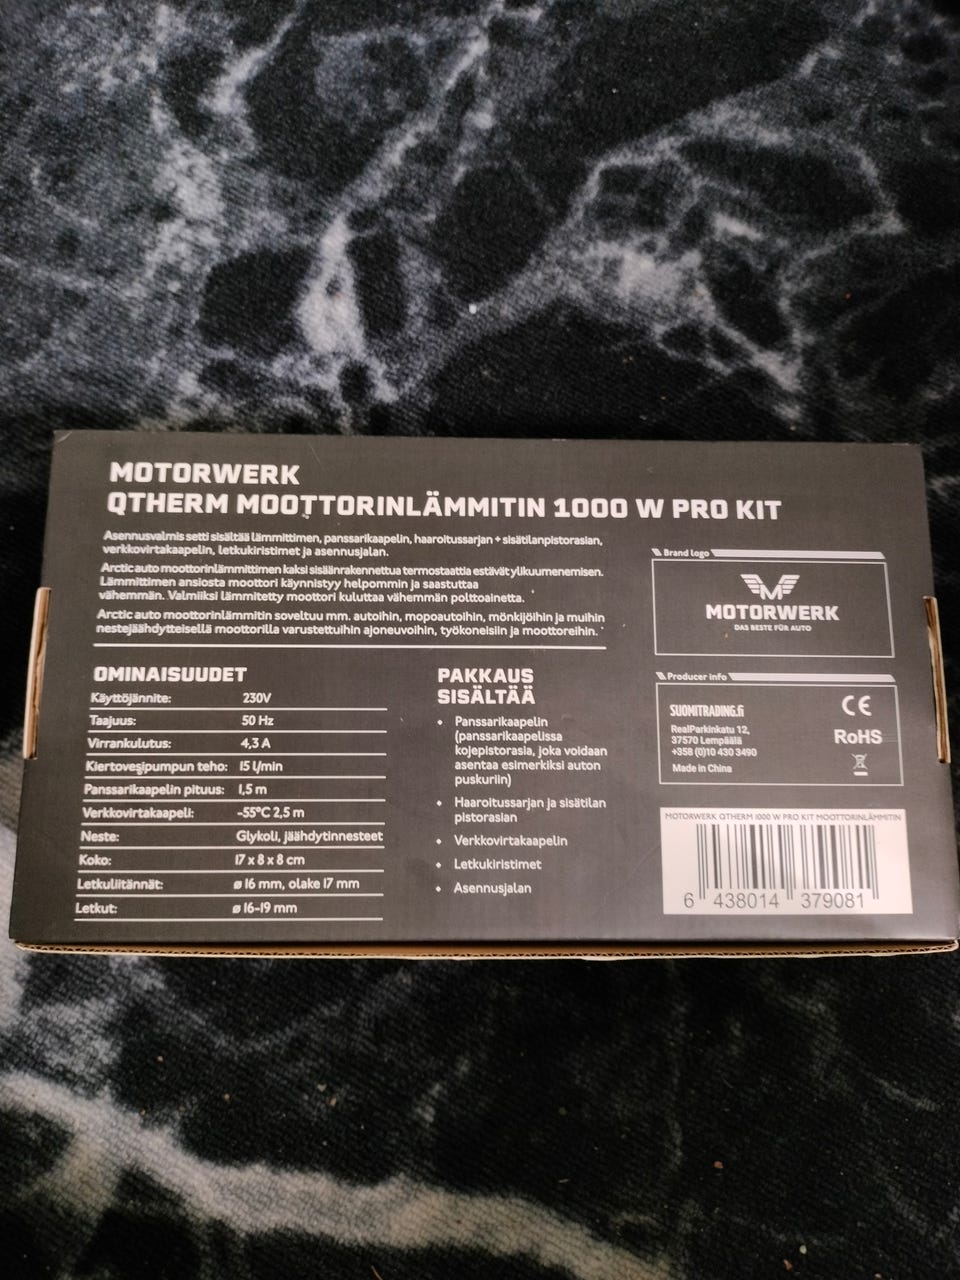 MOTORWERK
QTHERM MOOTTORINLÄMMITIN 1000 W PRO KIT
Asennusvalmis setti sisältää lämmittimen, panssarikaapelin, haaroitussarjan + sisätilanpistorasian,
verkkovirtakaapelin, letkukiristimet ja asennusjalan.
Arctic auto moottorinlämmittimen kaksi sisäänrakennettua termostaattia estävät ylikuumenemisen.
Lämmittimen ansiosta moottori käynnistyy helpommin ja saastuttaa
vähemmän. Valmiiksi lämmitetty moottori kuluttaa vähemmän polttoainetta.
Arctic auto moottorinlämmitin soveltuu mm. autoihin, mopoautoihin, mönkijöihin ja muihin
nestejäähdytteisellä moottorilla varustettuihin ajoneuvoihin, työkoneisiin ja moottoreihin.
OMINAISUUDET
Käyttöjännite: 230V
Taajuus: 50 Hz
Virrankulutus: 4,3 A
Kiertovesipumpun teho: 15 l/min
Panssarikaapelin pituus: 1,5 m
Verkkovirtakaapeli: -55°C 2,5 m
Neste: Glykoli, jäähdytinnesteet
Koko: 17 x 8 x 8 cm
Letkuliitännät: ø 16 mm, olake 17 mm
Letkut: ø 16-19 mm
PAKKAUS
SISÄLTÄÄ
• Panssarikaapelin
(panssarikaapelissa
kojepistorasia, joka voidaan
asentaa esimerkiksi auton
puskuriin)
• Haaroitussarjan ja sisätilan
pistorasian
• Verkkovirtakaapelin
• Letkukiristimet
• Asennusjalan
Brand logo
MOTORWERK
DAS BESTE FÜR AUTO
Producer info
SUOMITRADING.fi
RealParkinkatu 12,
37570 Lempäälä
+358 (0)10 430 3490
Made in China
CE
RoHS
MOTORWERK QTHERM 1000 W PRO KIT MOOTTORINLÄMMITIN
6 438014 379081